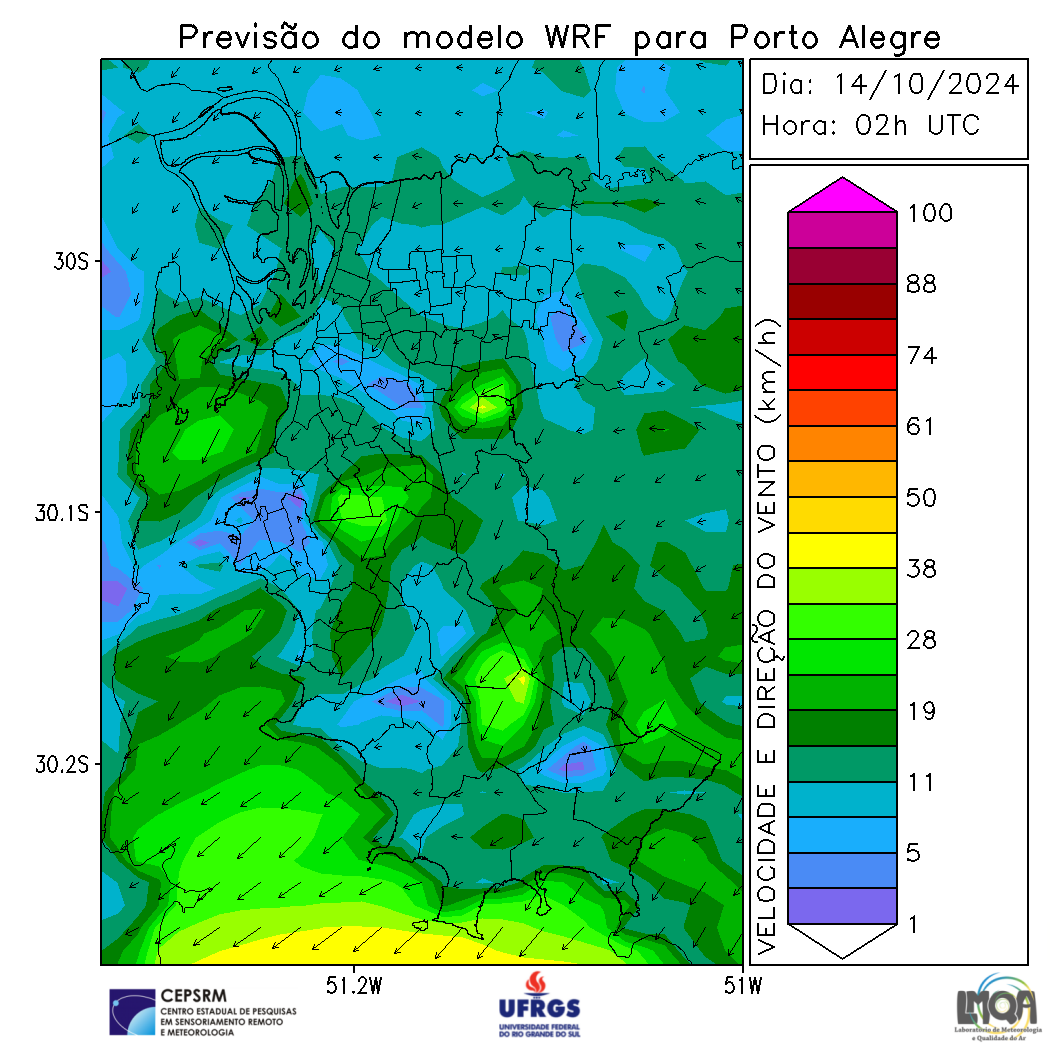 Previsão do modelo WRF para Porto Alegre
Dia: 14/10/2024
Hora: 02h UTC
30S
30.1S
30.2S
51.2W
51W
VELOCIDADE E DIREÇÃO DO VENTO (km/h)
100
88
74
61
50
38
28
19
11
5
1
CEPSRM
CENTRO ESTADUAL DE PESQUISAS
EM SENSORIAMENTO REMOTO
E METEOROLOGIA
UFRGS
UNIVERSIDADE FEDERAL
DO RIO GRANDE DO SUL
LMQA
Laboratório de Meteorologia
e Qualidade do Ar